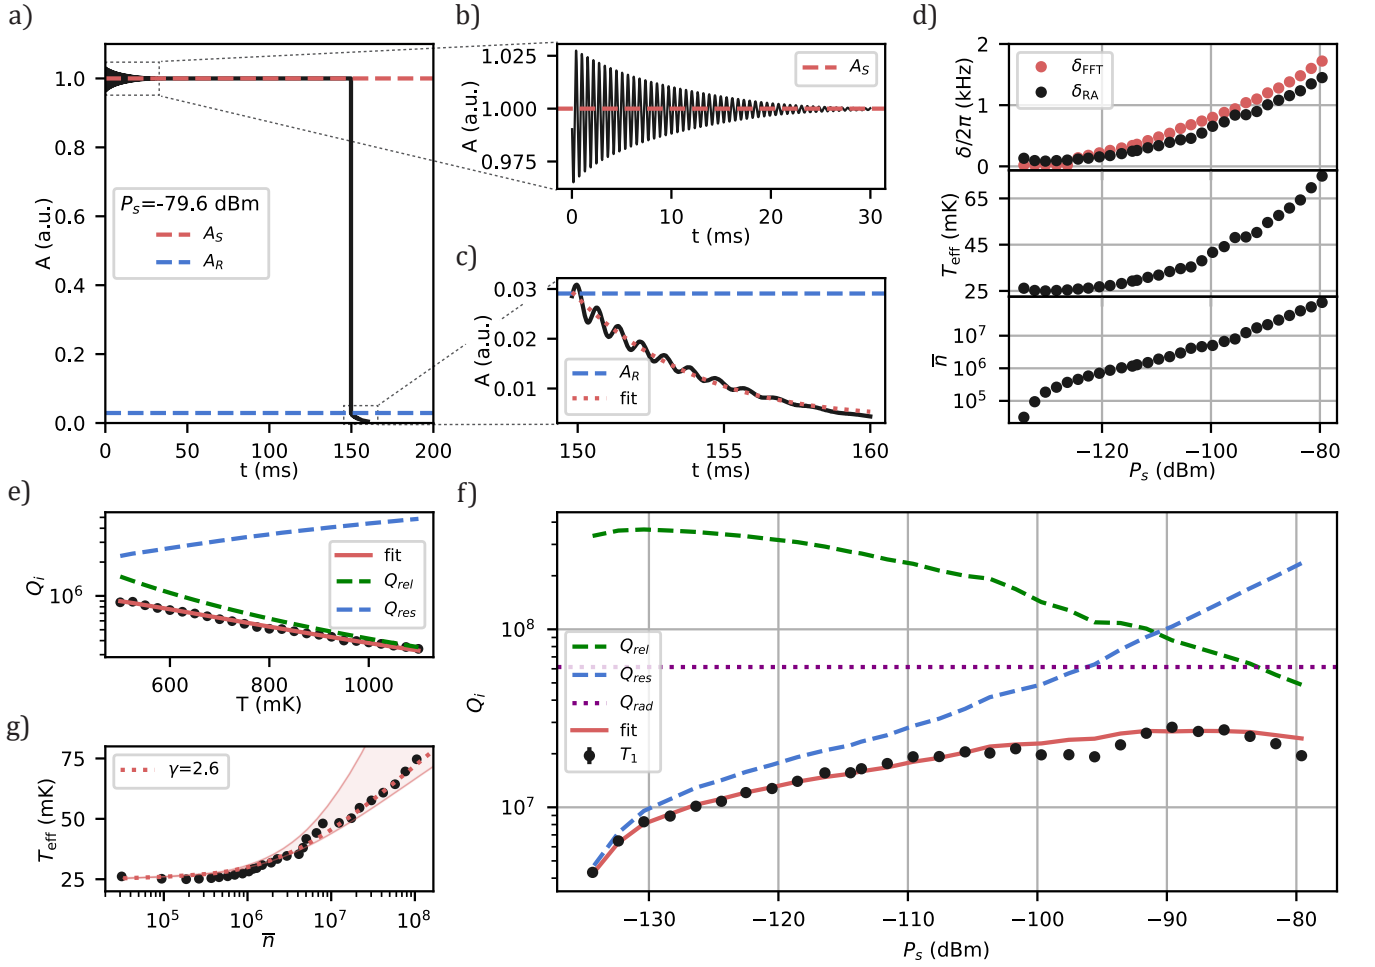 a)
1.0
0.8
0.6
0.4
0.2
0.0
A (a.u.)
P_s=-79.6 dBm
A_S
A_R
0 50 100 150 200
t (ms)
b)
1.025
1.000
0.975
A (a.u.)
A_S
0 10 20 30
t (ms)
c)
0.03
0.02
0.01
A (a.u.)
A_R
fit
150 155 160
t (ms)
d)
2
1
0
δ/2π (kHz)
δ_FFT
δ_RA
65
45
25
T_eff (mK)
10^7
10^6
10^5
n̅
−120 −100 −80
P_s (dBm)
e)
10^6
Q_i
fit
Q_rel
Q_res
600 800 1000
T (mK)
f)
10^8
10^7
Q_i
Q_rel
Q_res
Q_rad
fit
T_1
−130 −120 −110 −100 −90 −80
P_s (dBm)
g)
75
50
25
T_eff (mK)
γ=2.6
10^5 10^6 10^7 10^8
n̅